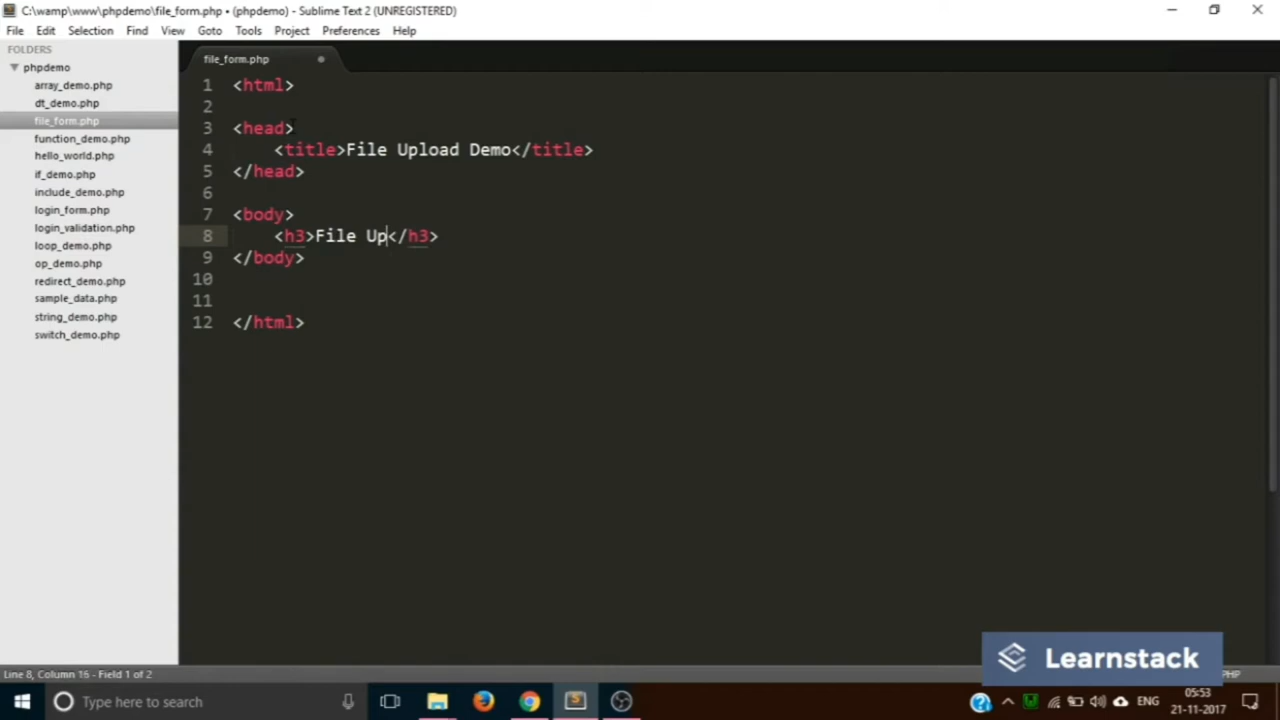 C:\wamp\www\phpdemo\file_form.php • (phpdemo) - Sublime Text 2 (UNREGISTERED)
File Edit Selection Find View Goto Tools Project Preferences Help
FOLDERS
phpdemo
array_demo.php
dt_demo.php
file_form.php
function_demo.php
hello_world.php
if_demo.php
include_demo.php
login_form.php
login_validation.php
loop_demo.php
op_demo.php
redirect_demo.php
sample_data.php
string_demo.php
switch_demo.php
file_form.php
1 <html>
2
3 <head>
4 <title>File Upload Demo</title>
5 </head>
6
7 <body>
8 <h3>File Up</h3>
9 </body>
10
11
12 </html>
Learnstack
Line 8, Column 16 - Field 1 of 2
PHP
Type here to search
ENG
05:53
21-11-2017